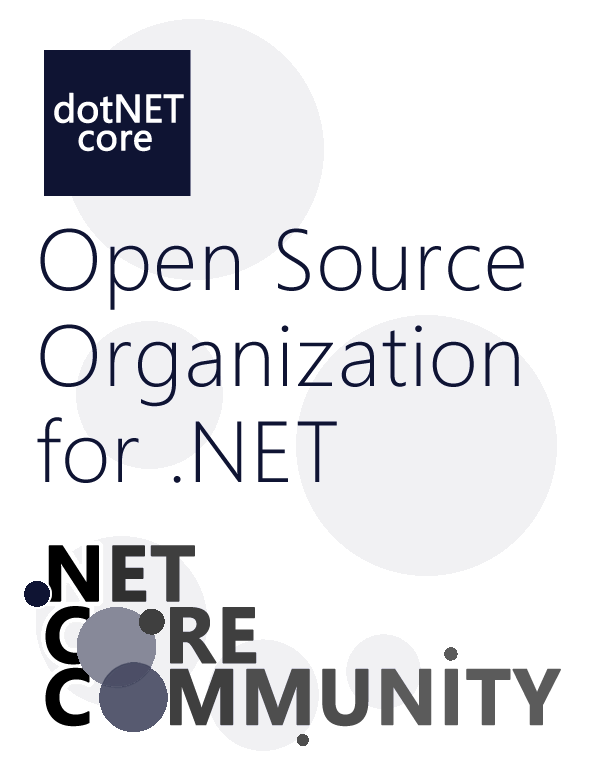 dotNET
core
Open Source
Organization
for .NET
.NET
CORE
COMMUNiTY